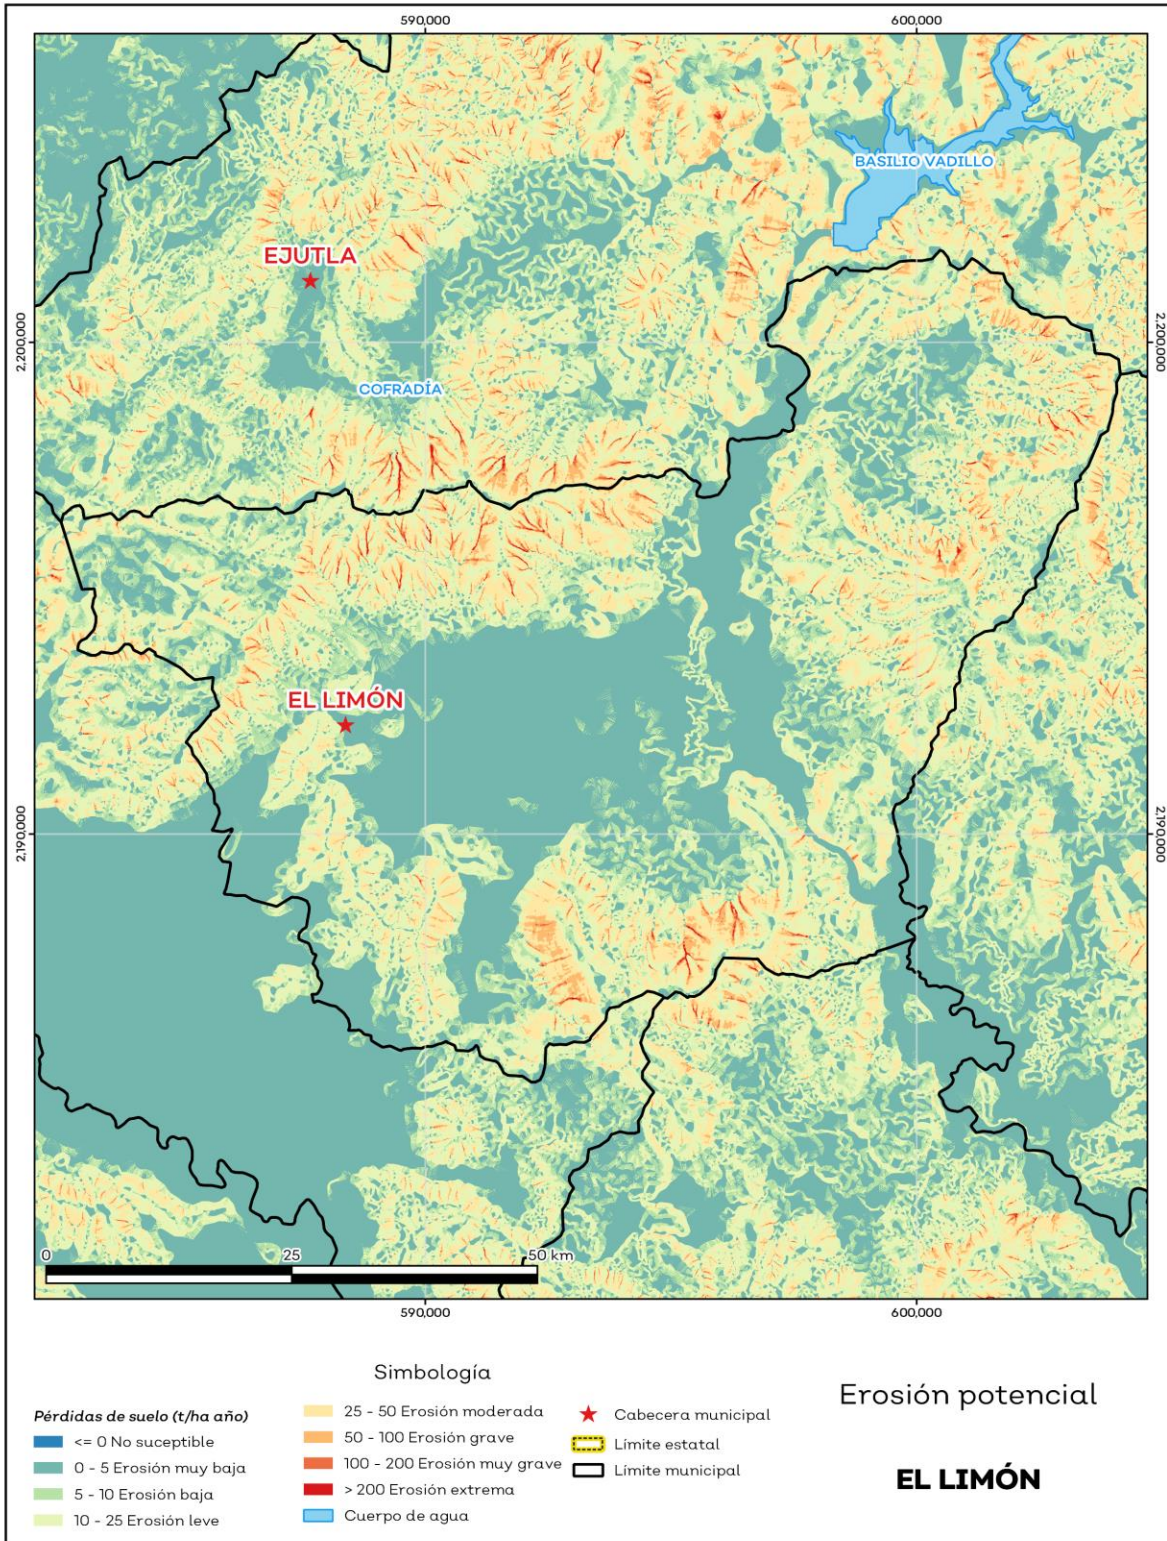 590,000
600,000
BASILIO VADILLO
EJUTLA
2,200,000
2,200,000
COFRADÍA
EL LIMÓN
2,190,000
2,190,000
0
25
50 km
590,000
600,000
Simbología
Pérdidas de suelo (t/ha año)
<= 0 No suceptible
0 - 5 Erosión muy baja
5 - 10 Erosión baja
10 - 25 Erosión leve
25 - 50 Erosión moderada
50 - 100 Erosión grave
100 - 200 Erosión muy grave
> 200 Erosión extrema
Cuerpo de agua
Cabecera municipal
Límite estatal
Límite municipal
Erosión potencial
EL LIMÓN